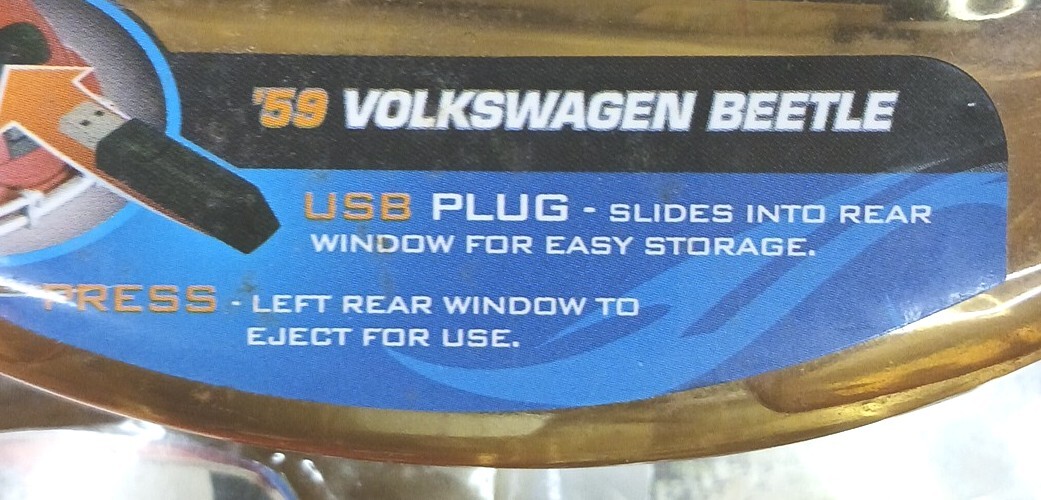 '59 VOLKSWAGEN BEETLE
USB PLUG - SLIDES INTO REAR
WINDOW FOR EASY STORAGE.
PRESS - LEFT REAR WINDOW TO
EJECT FOR USE.